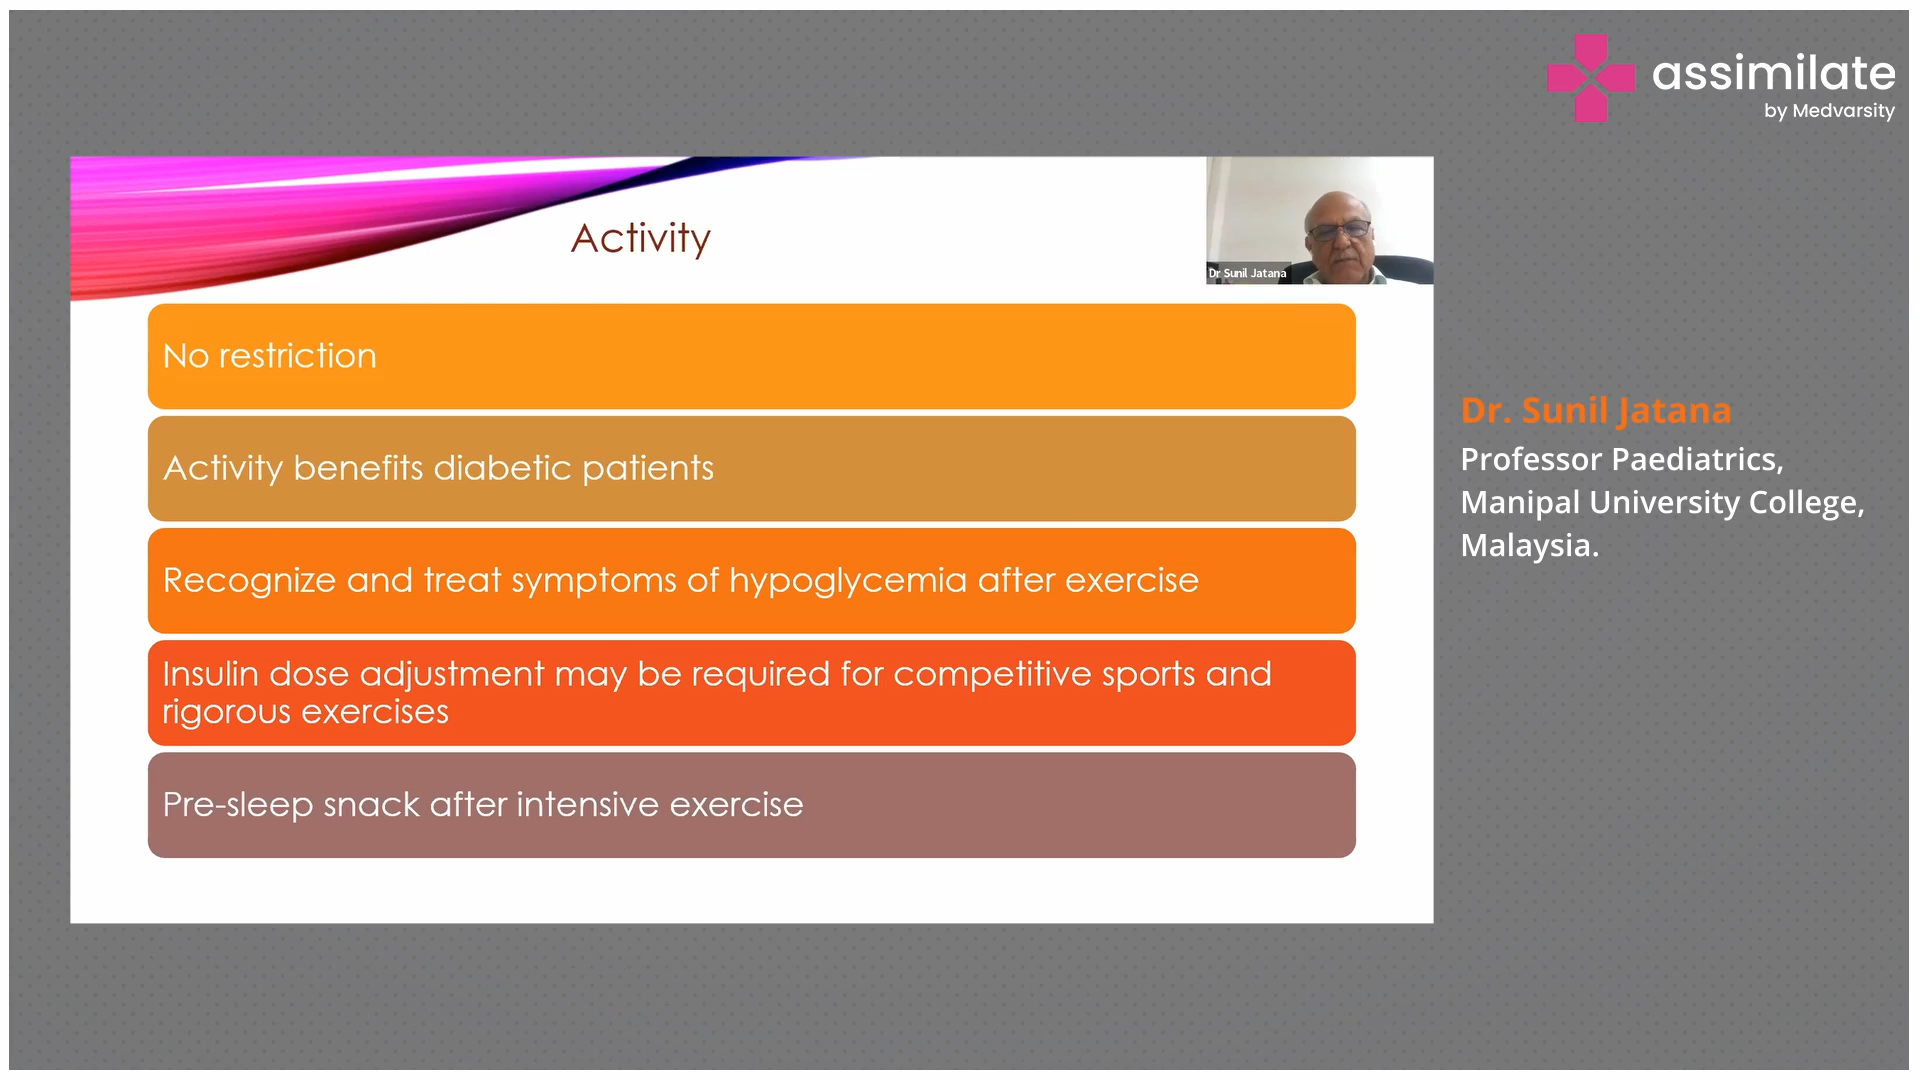 assimilate
by Medvarsity
Activity
Dr Sunil Jatana
No restriction
Activity benefits diabetic patients
Recognize and treat symptoms of hypoglycemia after exercise
Insulin dose adjustment may be required for competitive sports and
rigorous exercises
Pre-sleep snack after intensive exercise
Dr. Sunil Jatana
Professor Paediatrics,
Manipal University College,
Malaysia.